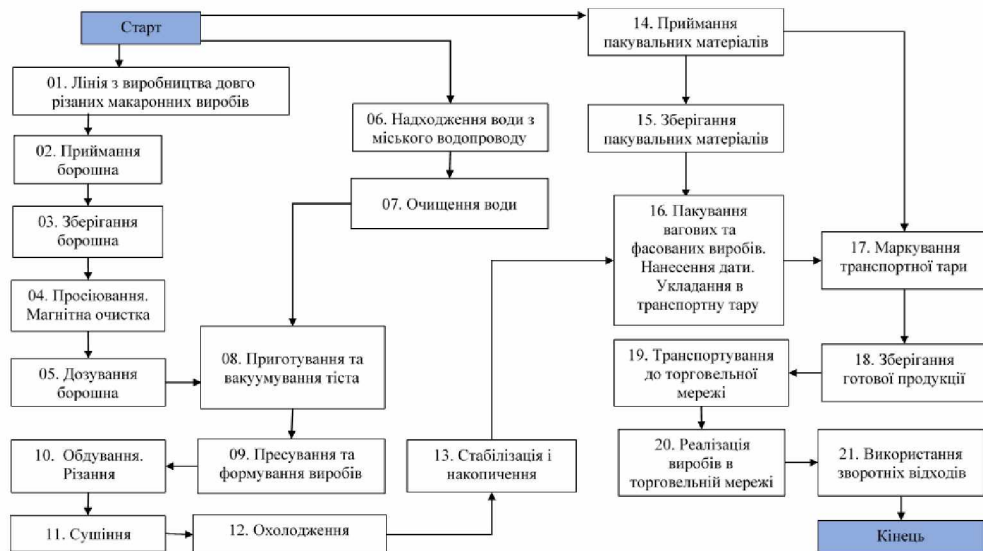 Старт
01. Лінія з виробництва довго
різаних макаронних виробів
02. Приймання
борошна
03. Зберігання
борошна
04. Просіювання.
Магнітна очистка
05. Дозування
борошна
06. Надходження води з
міського водопроводу
07. Очищення води
08. Приготування та
вакуумування тіста
09. Пресування та
формування виробів
10. Обдування.
Різання
11. Сушіння
12. Охолодження
13. Стабілізація і
накопичення
14. Приймання
пакувальних матеріалів
15. Зберігання
пакувальних матеріалів
16. Пакування
вагових та
фасованих виробів.
Нанесення дати.
Укладання в
транспортну тару
17. Маркування
транспортної тари
18. Зберігання
готової продукції
19. Транспортування
до торговельної
мережі
20. Реалізація
виробів в
торговельній мережі
21. Використання
зворотніх відходів
Кінець